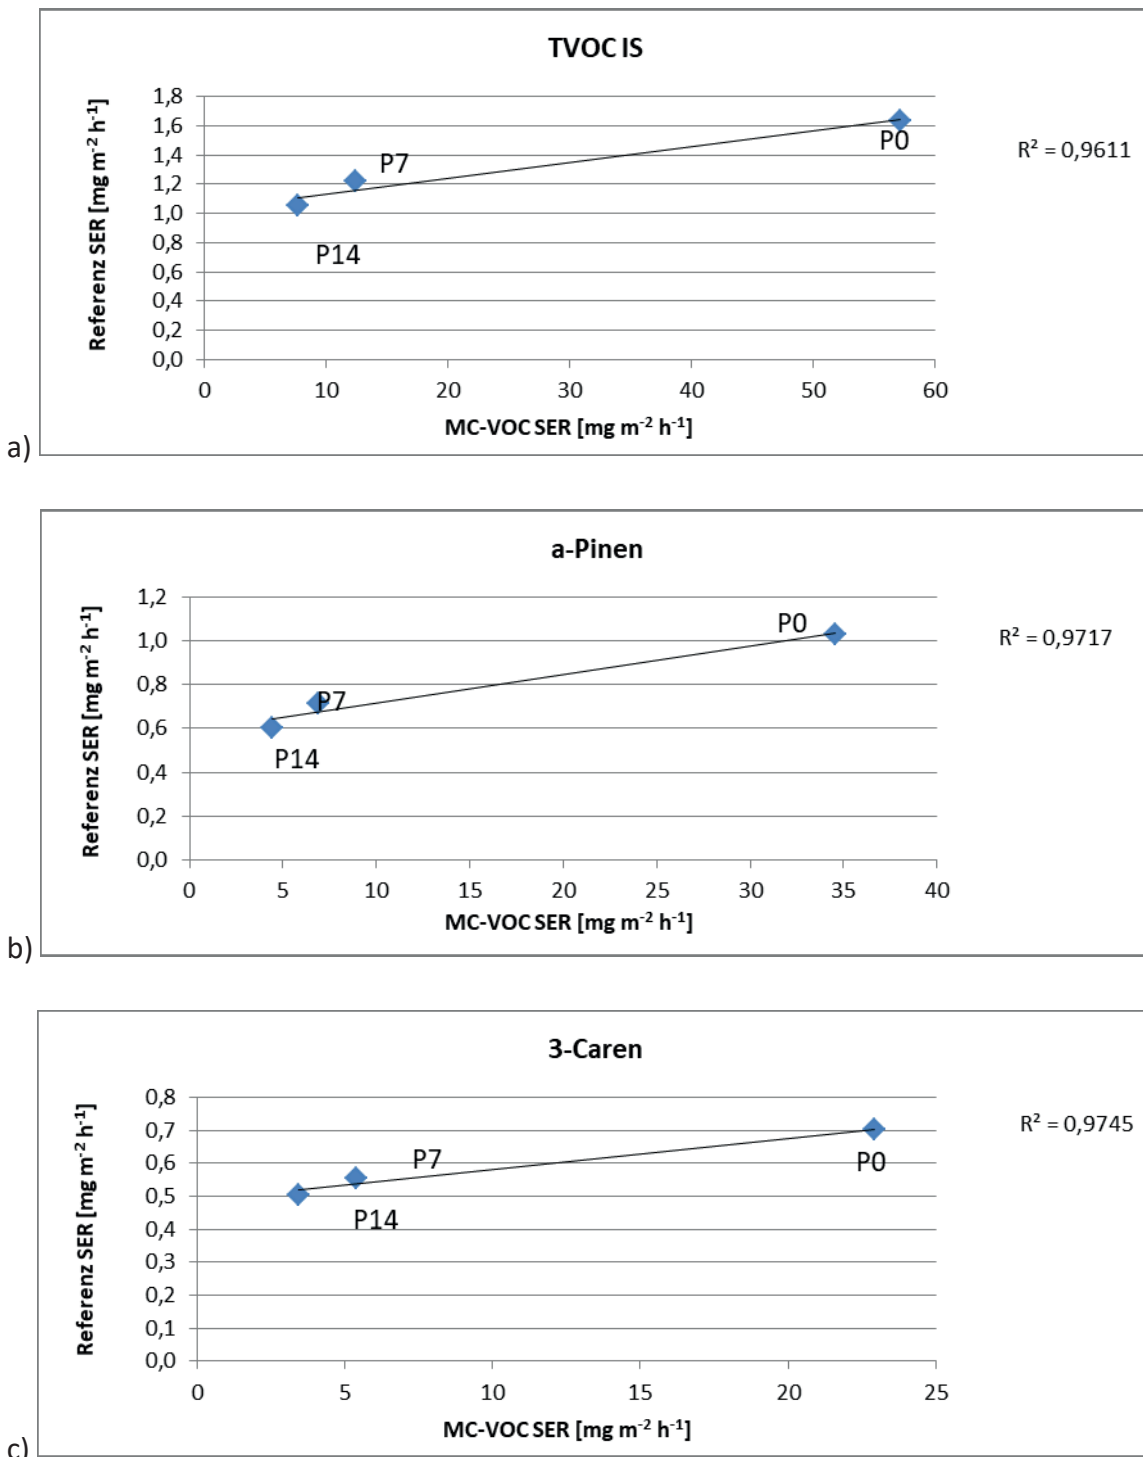 TVOC IS
Referenz SER [mg m⁻² h⁻¹]
1,8
1,6
1,4
1,2
1,0
0,8
0,6
0,4
0,2
0,0
P7
P14
P0
R² = 0,9611
0 10 20 30 40 50 60
MC-VOC SER [mg m⁻² h⁻¹]
a)
a-Pinen
Referenz SER [mg m⁻² h⁻¹]
1,2
1,0
0,8
0,6
0,4
0,2
0,0
P0
P7
P14
R² = 0,9717
0 5 10 15 20 25 30 35 40
MC-VOC SER [mg m⁻² h⁻¹]
b)
3-Caren
Referenz SER [mg m⁻² h⁻¹]
0,8
0,7
0,6
0,5
0,4
0,3
0,2
0,1
0,0
P7
P14
P0
R² = 0,9745
0 5 10 15 20 25
MC-VOC SER [mg m⁻² h⁻¹]
c)